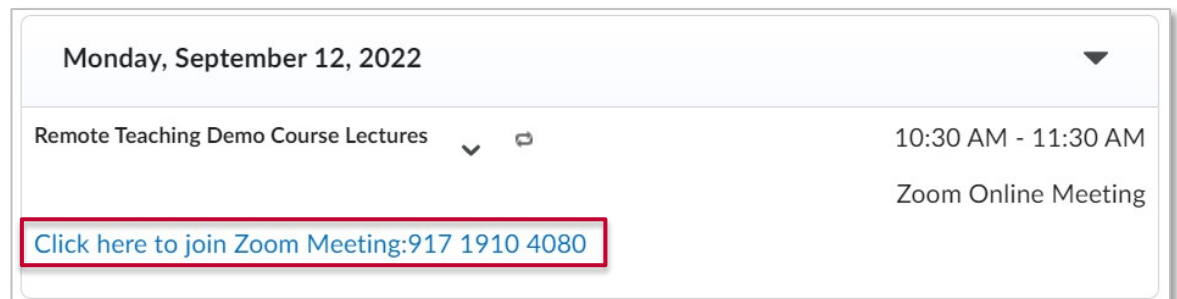 Monday, September 12, 2022
Remote Teaching Demo Course Lectures
10:30 AM - 11:30 AM
Zoom Online Meeting
Click here to join Zoom Meeting:917 1910 4080